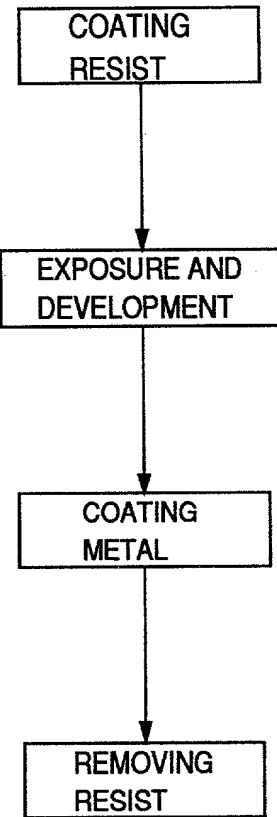 COATING
RESIST
EXPOSURE AND
DEVELOPMENT
COATING
METAL
REMOVING
RESIST